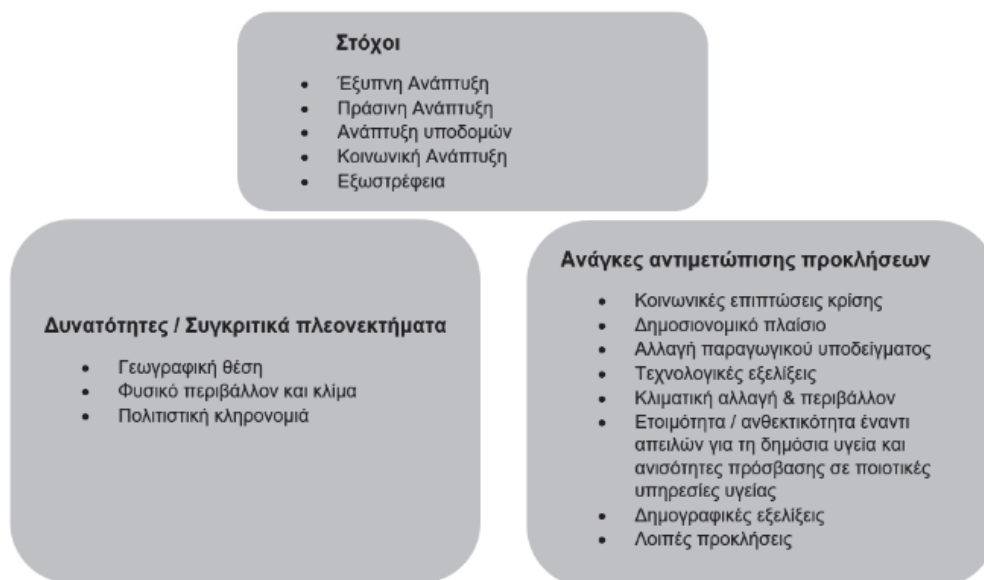 Στόχοι
• Έξυπνη Ανάπτυξη
• Πράσινη Ανάπτυξη
• Ανάπτυξη υποδομών
• Κοινωνική Ανάπτυξη
• Εξωστρέφεια
Δυνατότητες / Συγκριτικά πλεονεκτήματα
• Γεωγραφική θέση
• Φυσικό περιβάλλον και κλίμα
• Πολιτιστική κληρονομιά
Ανάγκες αντιμετώπισης προκλήσεων
• Κοινωνικές επιπτώσεις κρίσης
• Δημοσιονομικό πλαίσιο
• Αλλαγή παραγωγικού υποδείγματος
• Τεχνολογικές εξελίξεις
• Κλιματική αλλαγή & περιβάλλον
• Ετοιμότητα / ανθεκτικότητα έναντι
απειλών για τη δημόσια υγεία και
ανισότητες πρόσβασης σε ποιοτικές
υπηρεσίες υγείας
• Δημογραφικές εξελίξεις
• Λοιπές προκλήσεις